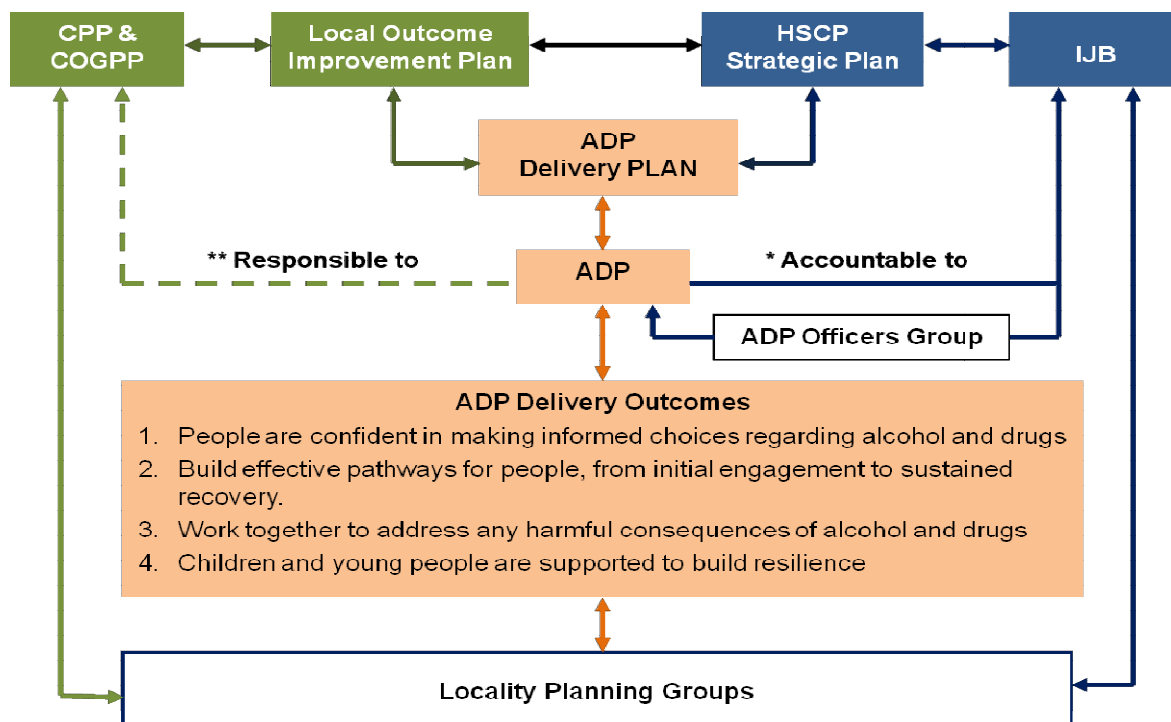 CPP &
COGPP
Local Outcome
Improvement Plan
HSCP
Strategic Plan
IJB
ADP
Delivery PLAN
** Responsible to
ADP
* Accountable to
ADP Officers Group
ADP Delivery Outcomes
1. People are confident in making informed choices regarding alcohol and drugs
2. Build effective pathways for people, from initial engagement to sustained
recovery.
3. Work together to address any harmful consequences of alcohol and drugs
4. Children and young people are supported to build resilience
Locality Planning Groups